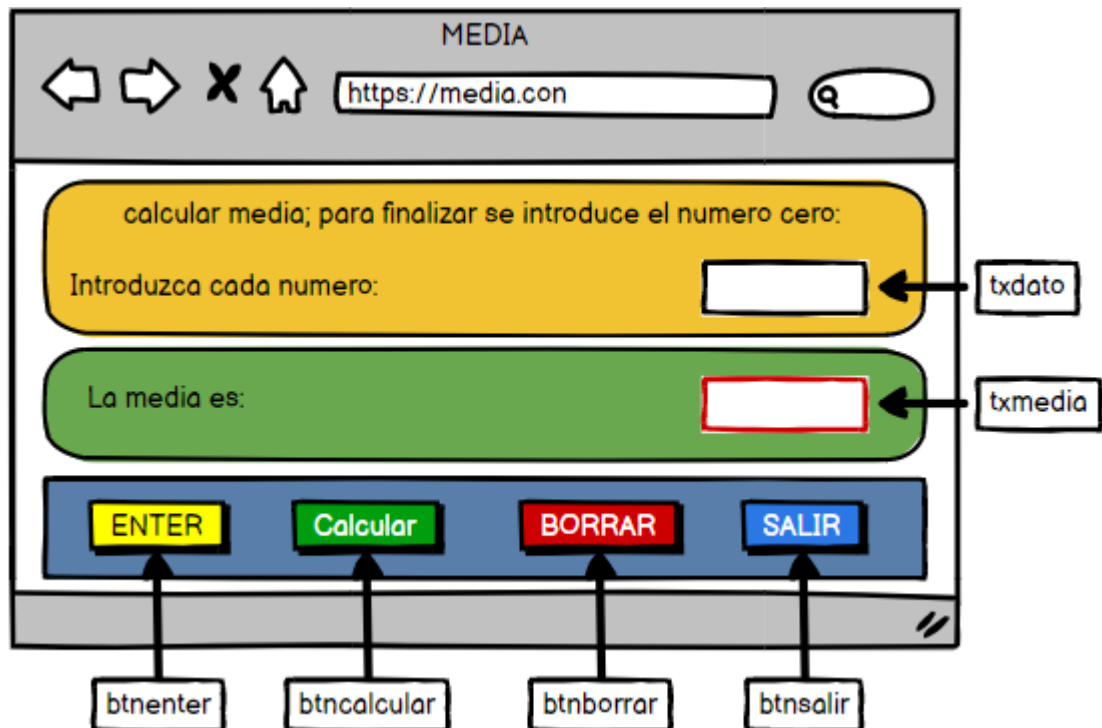 MEDIA
https://media.con
calcular media; para finalizar se introduce el numero cero:
Introduzca cada numero:
txdato
La media es:
txmedia
ENTER Calcular BORRAR SALIR
btnenter btncalcular btnborrar btnsalir